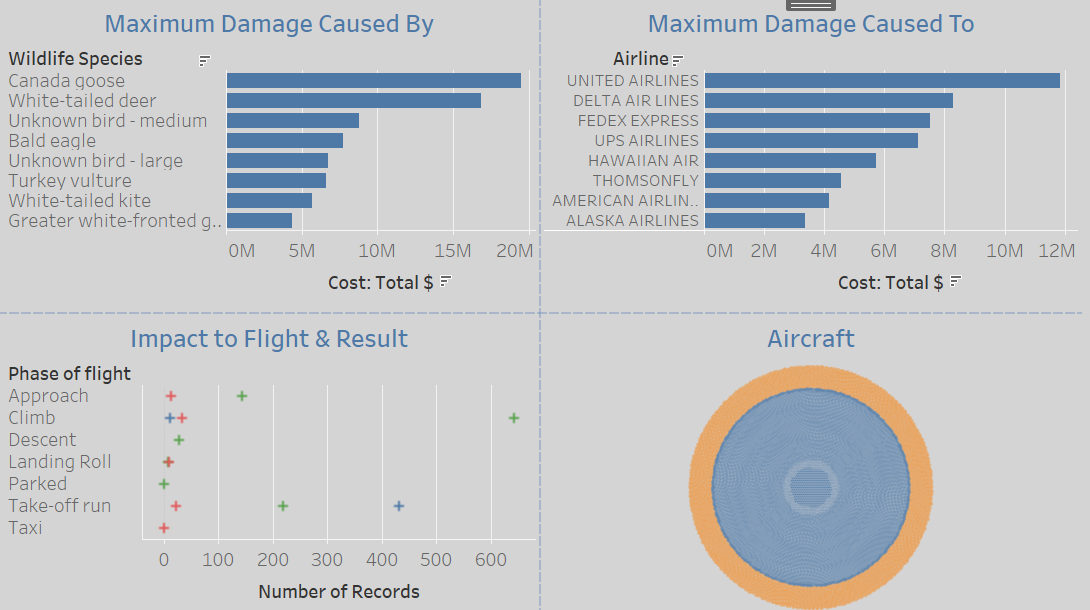 Maximum Damage Caused By
Wildlife Species
Canada goose
White-tailed deer
Unknown bird - medium
Bald eagle
Unknown bird - large
Turkey vulture
White-tailed kite
Greater white-fronted g..
0M 5M 10M 15M 20M
Cost: Total $
Maximum Damage Caused To
Airline
UNITED AIRLINES
DELTA AIR LINES
FEDEX EXPRESS
UPS AIRLINES
HAWAIIAN AIR
THOMSONFLY
AMERICAN AIRLIN..
ALASKA AIRLINES
0M 2M 4M 6M 8M 10M 12M
Cost: Total $
Impact to Flight & Result
Phase of flight
Approach
Climb
Descent
Landing Roll
Parked
Take-off run
Taxi
0 100 200 300 400 500 600
Number of Records
Aircraft